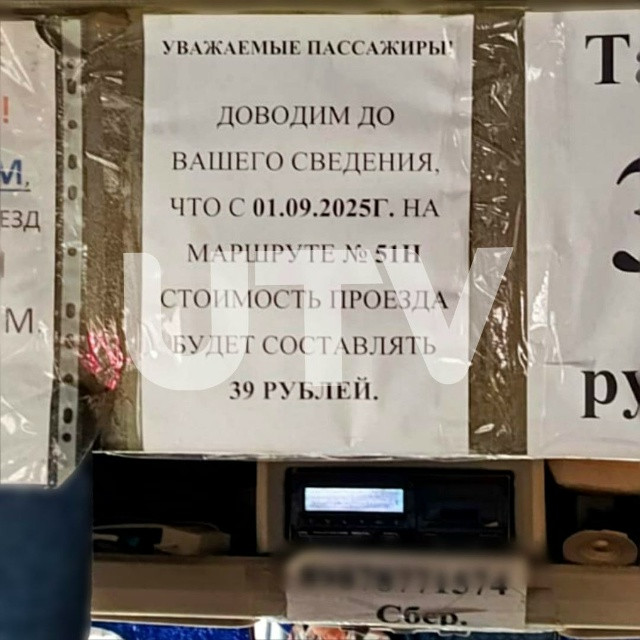 УВАЖАЕМЫЕ ПАССАЖИРЫ!
ДОВОДИМ ДО
ВАШЕГО СВЕДЕНИЯ,
ЧТО С 01.09.2025Г. НА
МАРШРУТЕ № 51Н
СТОИМОСТЬ ПРОЕЗДА
БУДЕТ СОСТАВЛЯТЬ
39 РУБЛЕЙ.
UTV
Сбер.